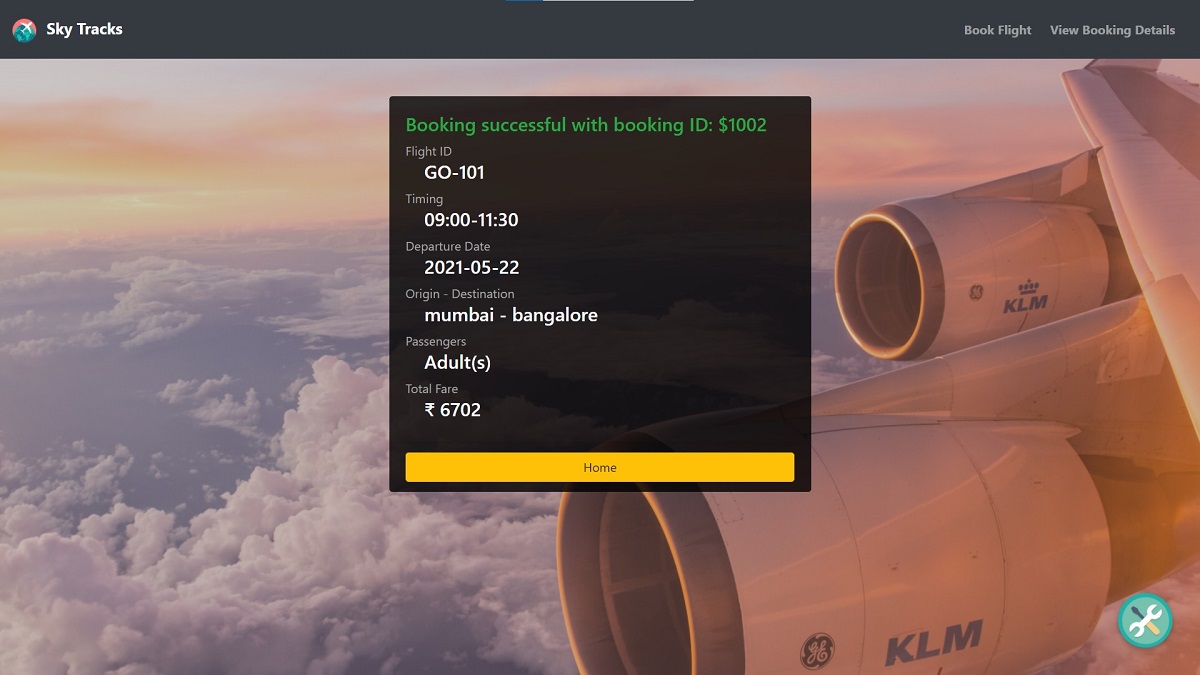 Sky Tracks
Book Flight View Booking Details
Booking successful with booking ID: $1002
Flight ID
GO-101
Timing
09:00-11:30
Departure Date
2021-05-22
Origin - Destination
mumbai - bangalore
Passengers
Adult(s)
Total Fare
₹ 6702
Home
GE
KLM
GE
KLM